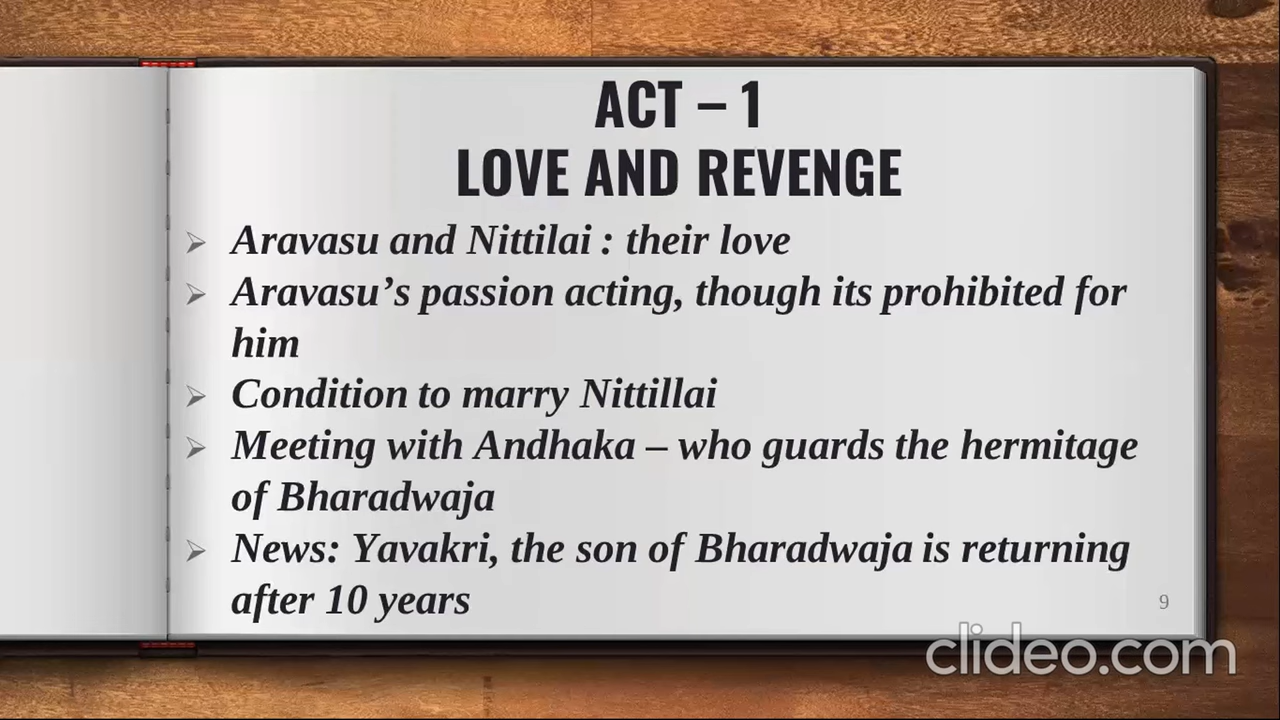 ACT – 1
LOVE AND REVENGE
➢ Aravasu and Nittilai : their love
➢ Aravasu’s passion acting, though its prohibited for
him
➢ Condition to marry Nittillai
➢ Meeting with Andhaka – who guards the hermitage
of Bharadwaja
➢ News: Yavakri, the son of Bharadwaja is returning
after 10 years
9
clideo.com